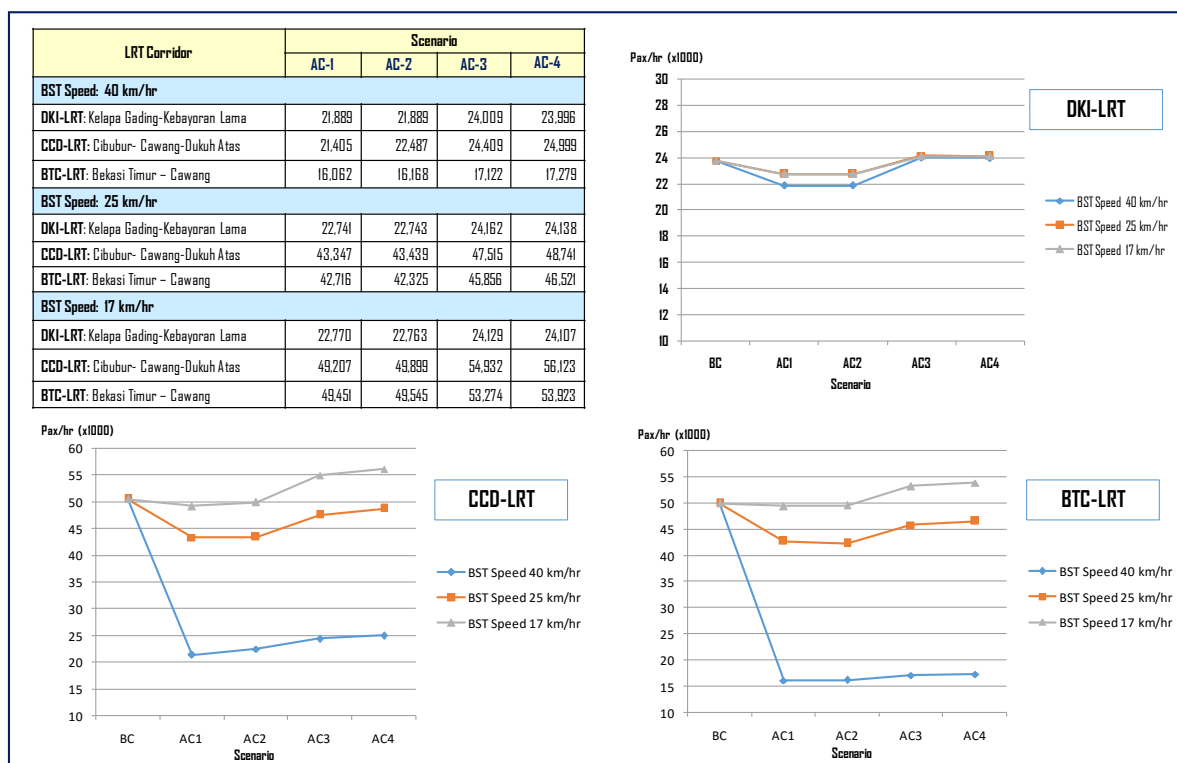 LRT Corridor Scenario
AC-1 AC-2 AC-3 AC-4
BST Speed: 40 km/hr
DKI-LRT: Kelapa Gading-Kebayoran Lama 21,889 21,889 24,009 23,996
CCD-LRT: Cibubur- Cawang-Dukuh Atas 21,405 22,487 24,409 24,999
BTC-LRT: Bekasi Timur – Cawang 16,062 16,168 17,122 17,279
BST Speed: 25 km/hr
DKI-LRT: Kelapa Gading-Kebayoran Lama 22,741 22,743 24,162 24,138
CCD-LRT: Cibubur- Cawang-Dukuh Atas 43,347 43,439 47,515 48,741
BTC-LRT: Bekasi Timur – Cawang 42,716 42,325 45,856 46,521
BST Speed: 17 km/hr
DKI-LRT: Kelapa Gading-Kebayoran Lama 22,770 22,763 24,129 24,107
CCD-LRT: Cibubur- Cawang-Dukuh Atas 49,207 49,899 54,932 56,123
BTC-LRT: Bekasi Timur – Cawang 49,451 49,545 53,274 53,923
Pax/hr (x1000)
30
28
26
24
22
20
18
16
14
12
10
BC AC1 AC2 AC3 AC4
Scenario
DKI-LRT
BST Speed 40 km/hr
BST Speed 25 km/hr
BST Speed 17 km/hr
Pax/hr (x1000)
60
55
50
45
40
35
30
25
20
15
10
BC AC1 AC2 AC3 AC4
Scenario
CCD-LRT
BST Speed 40 km/hr
BST Speed 25 km/hr
BST Speed 17 km/hr
Pax/hr (x1000)
60
55
50
45
40
35
30
25
20
15
10
BC AC1 AC2 AC3 AC4
Scenario
BTC-LRT
BST Speed 40 km/hr
BST Speed 25 km/hr
BST Speed 17 km/hr